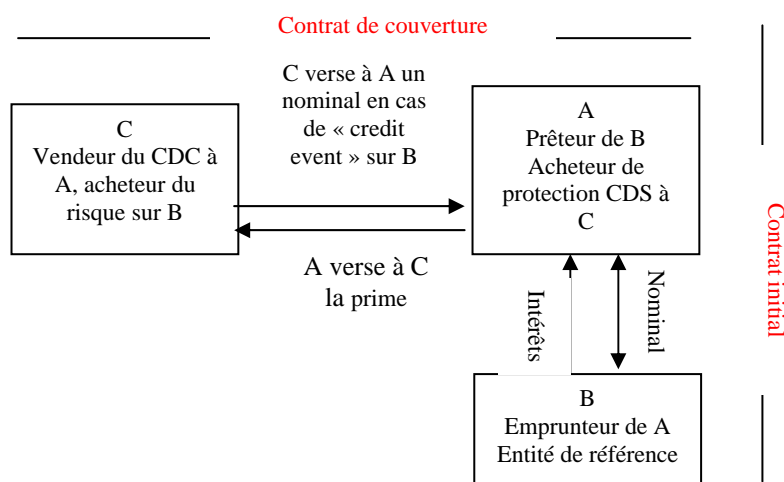 Contrat de couverture
C verse à A un
nominal en cas
de « credit
event » sur B
C
Vendeur du CDC à
A, acheteur du
risque sur B
A
Prêteur de B
Acheteur de
protection CDS à
C
A verse à C
la prime
Intérêts
Nominal
Contrat initial
B
Emprunteur de A
Entité de référence